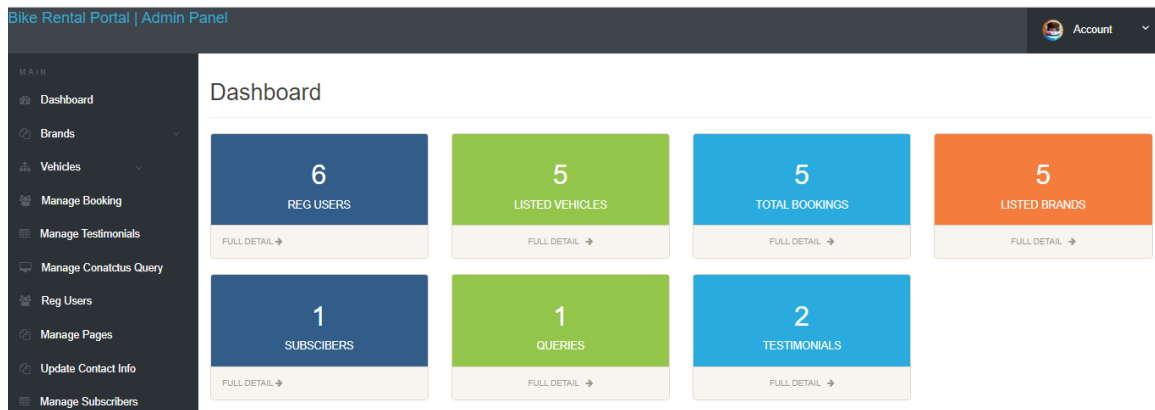 Bike Rental Portal | Admin Panel
Account
MAIN
Dashboard
Brands
Vehicles
Manage Booking
Manage Testimonials
Manage Conatctus Query
Reg Users
Manage Pages
Update Contact Info
Manage Subscribers
Dashboard
6
REG USERS
FULL DETAIL
5
LISTED VEHICLES
FULL DETAIL
5
TOTAL BOOKINGS
FULL DETAIL
5
LISTED BRANDS
FULL DETAIL
1
SUBSCIBERS
FULL DETAIL
1
QUERIES
FULL DETAIL
2
TESTIMONIALS
FULL DETAIL